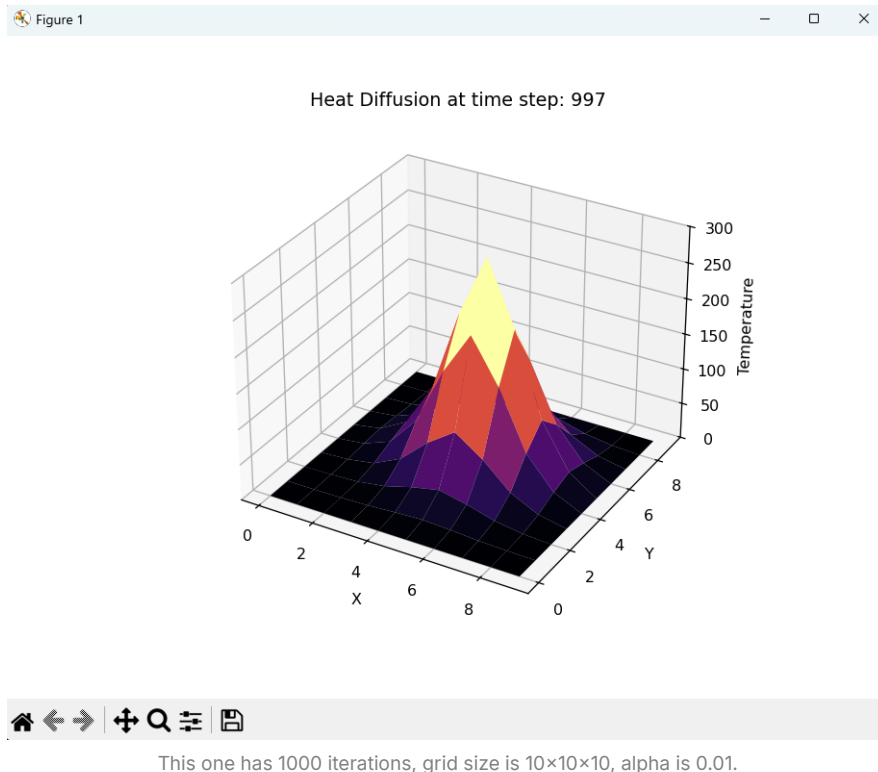 Figure 1
Heat Diffusion at time step: 997
300
250
200
150
100
50
0
Temperature
0
2
4
6
8
X
0
2
4
6
8
Y
This one has 1000 iterations, grid size is 10×10×10, alpha is 0.01.